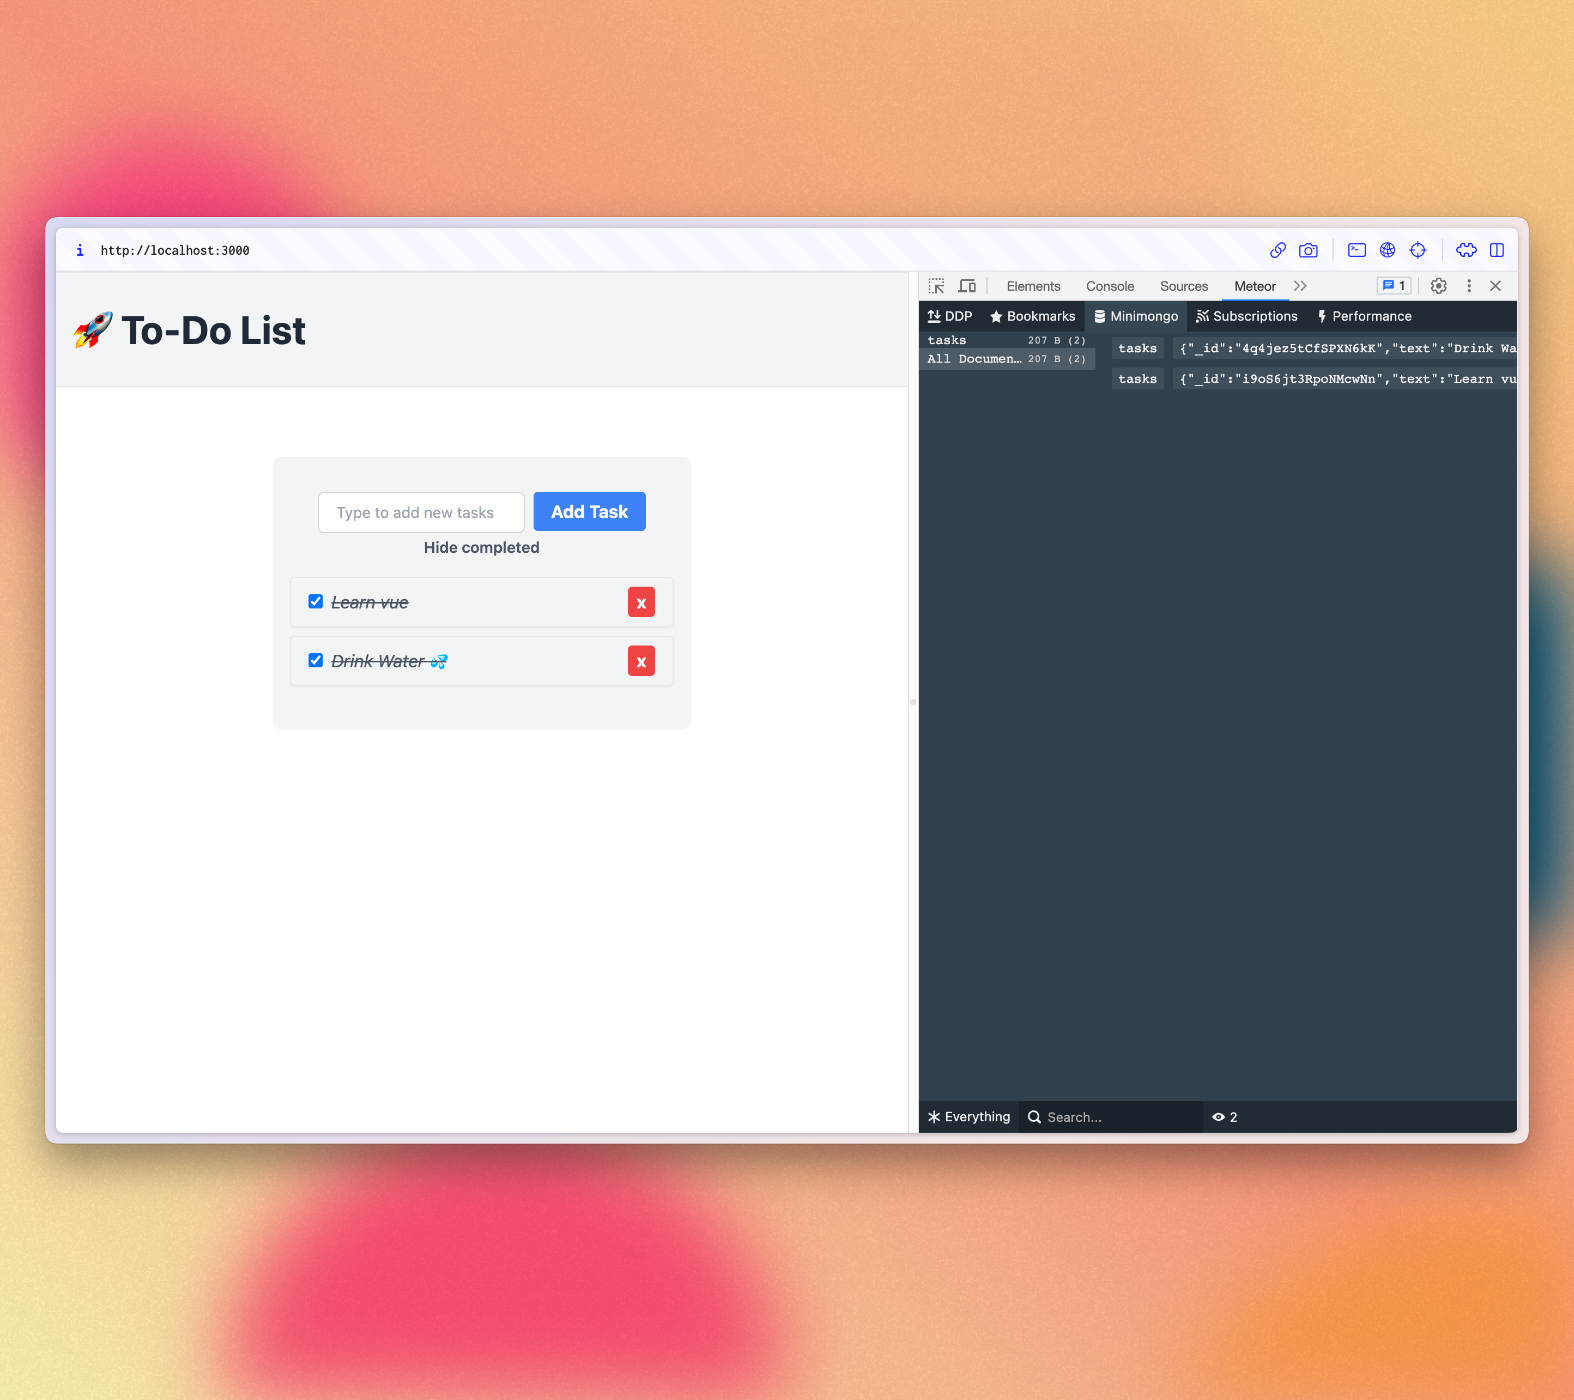 http://localhost:3000
🚀 To-Do List
Type to add new tasks
Add Task
Hide completed
Learn vue
x
Drink Water 💦
x
Elements Console Sources Meteor 1
DDP Bookmarks Minimongo Subscriptions Performance
tasks 207 B (2)
All Documen… 207 B (2)
tasks {"_id":"4q4jez5tCfSPXN6kK","text":"Drink Wa
tasks {"_id":"i9oS6jt3RpoNMcwNn","text":"Learn vu
Everything Search... 2